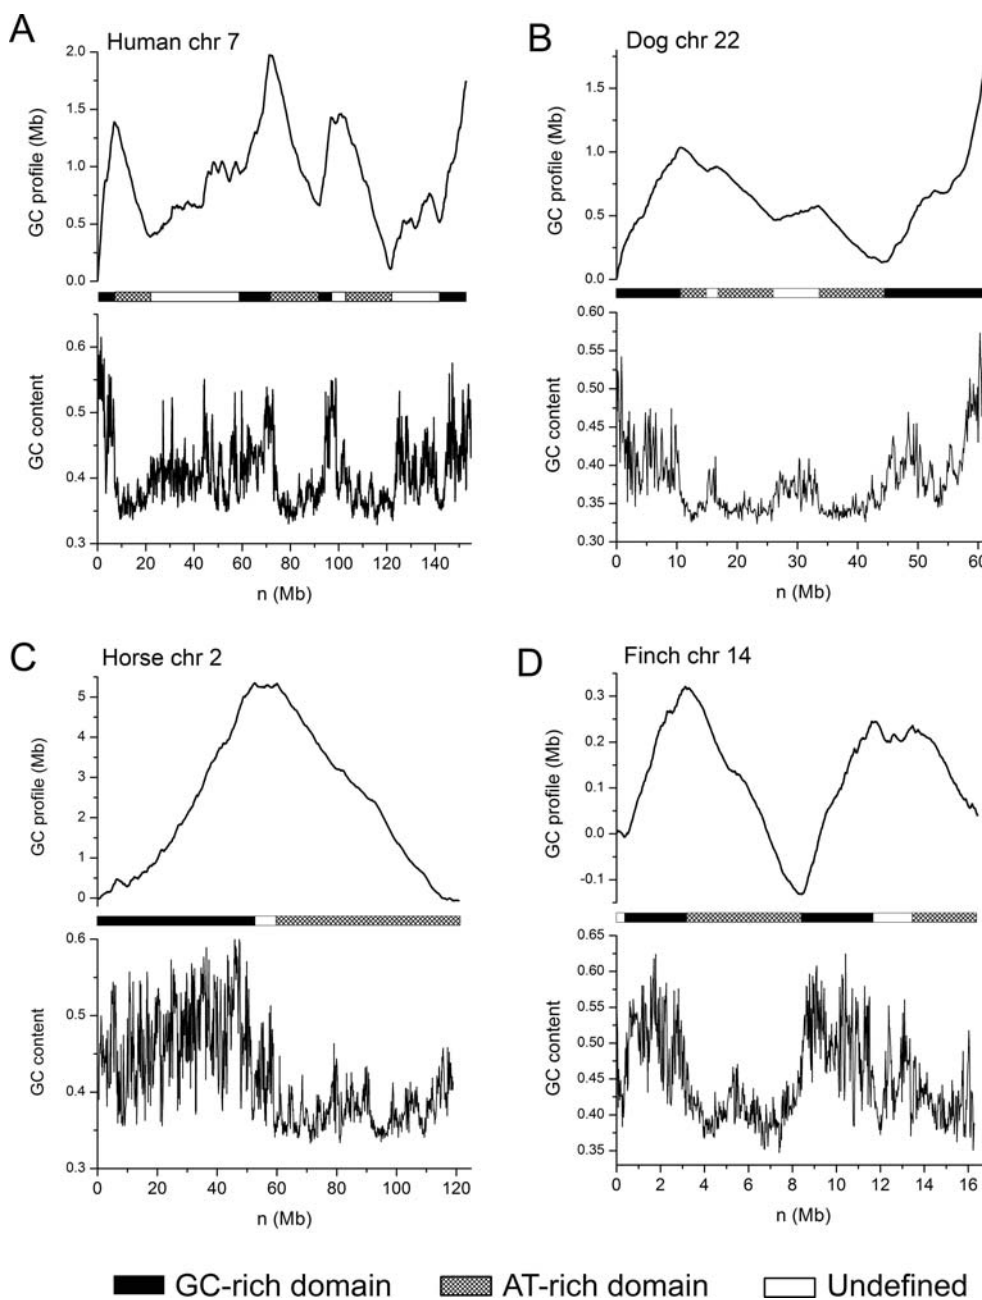 A
Human chr 7
GC profile (Mb)
2.0
1.5
1.0
0.5
0.0
GC content
0.6
0.5
0.4
0.3
0 20 40 60 80 100 120 140
n (Mb)
B
Dog chr 22
GC profile (Mb)
1.5
1.0
0.5
0.0
GC content
0.60
0.55
0.50
0.45
0.40
0.35
0.30
0 10 20 30 40 50 60
n (Mb)
C
Horse chr 2
GC profile (Mb)
5
4
3
2
1
0
GC content
0.6
0.5
0.4
0.3
0 20 40 60 80 100 120
n (Mb)
D
Finch chr 14
GC profile (Mb)
0.3
0.2
0.1
0.0
-0.1
GC content
0.65
0.60
0.55
0.50
0.45
0.40
0.35
0 2 4 6 8 10 12 14 16
n (Mb)
GC-rich domain AT-rich domain Undefined